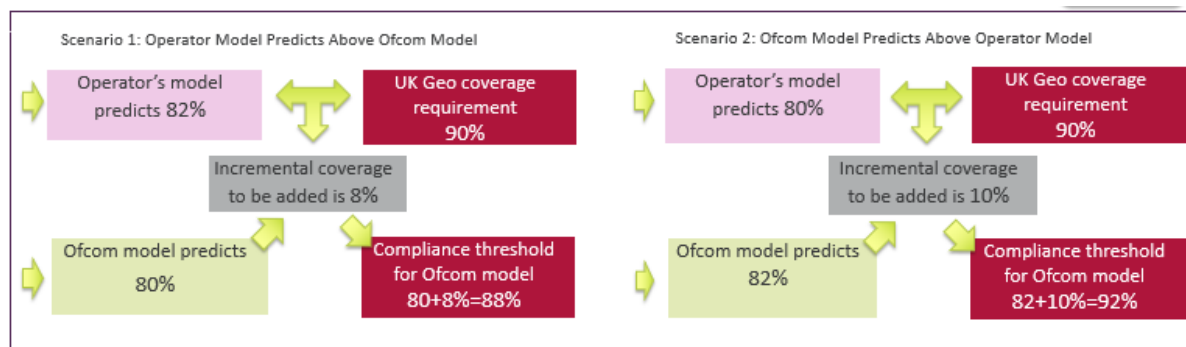 Scenario 1: Operator Model Predicts Above Ofcom Model
Operator's model
predicts 82%
UK Geo coverage
requirement
90%
Incremental coverage
to be added is 8%
Ofcom model predicts
80%
Compliance threshold
for Ofcom model
80+8%=88%
Scenario 2: Ofcom Model Predicts Above Operator Model
Operator's model
predicts 80%
UK Geo coverage
requirement
90%
Incremental coverage
to be added is 10%
Ofcom model predicts
82%
Compliance threshold
for Ofcom model
82+10%=92%